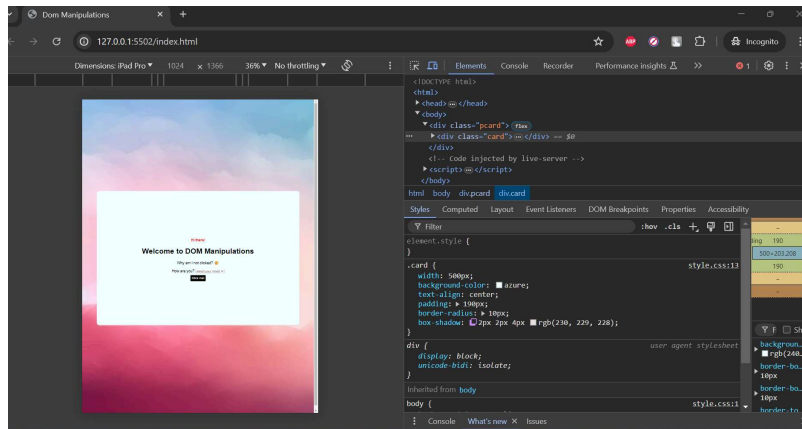 Dom Manipulations
127.0.0.1:5502/index.html
ABP
Incognito
Dimensions: iPad Pro ▼ 1024 x 1366 36% ▼ No throttling ▼
Elements Console Recorder Performance insights 1
Hi there!
Welcome to DOM Manipulations
Why am I not clicked?
How are you?
<!DOCTYPE html>
<html>
<head> </head>
<body>
<div class="pcard"> flex
<div class="card"> </div> == $0
</div>
<!-- Code injected by live-server -->
<script> </script>
</body>
html body div.pcard div.card
Styles Computed Layout Event Listeners DOM Breakpoints Properties Accessibility
Filter :hov .cls
element.style {
}
.card { style.css:13
width: 500px;
background-color: azure;
text-align: center;
padding: 190px;
border-radius: 10px;
box-shadow: 2px 2px 4px rgb(230, 229, 228);
}
div { user agent stylesheet
display: block;
unicode-bidi: isolate;
}
Inherited from body
body { style.css:1
190
500×203.208
190
backgroun…
rgb(240…
border-bo…
10px
border-bo…
10px
Console What's new Issues